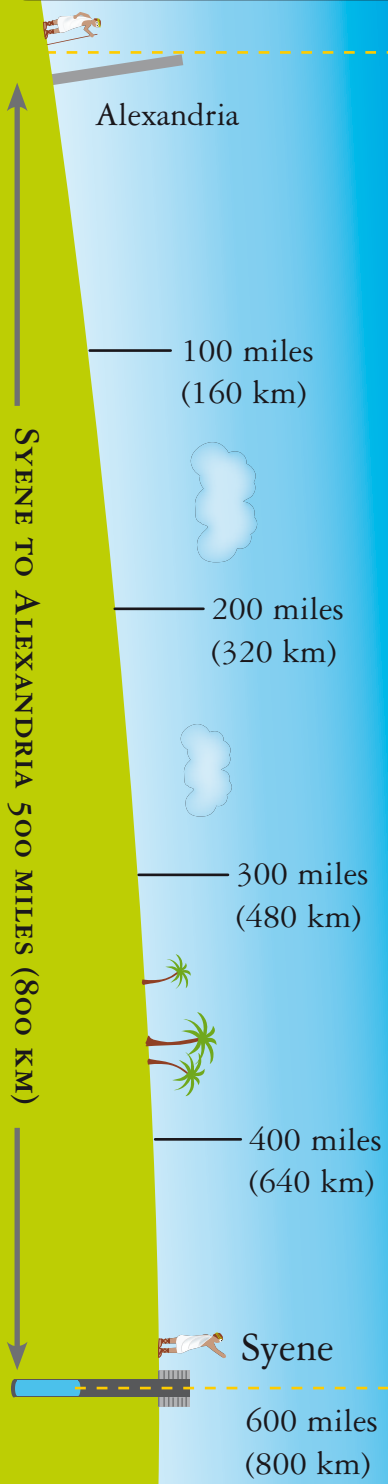 Alexandria
100 miles
(160 km)
200 miles
(320 km)
SYENE TO ALEXANDRIA 500 MILES (800 KM)
300 miles
(480 km)
400 miles
(640 km)
Syene
600 miles
(800 km)